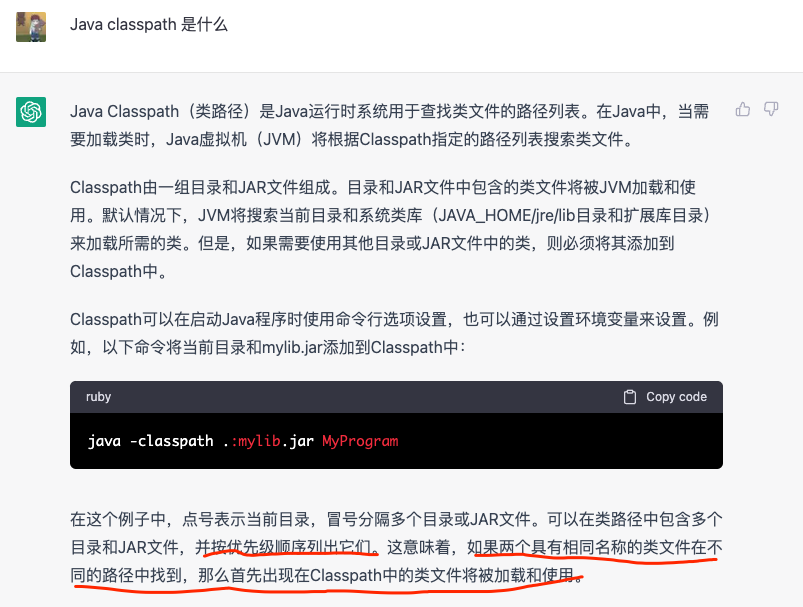 Java classpath 是什么
Java Classpath（类路径）是Java运行时系统用于查找类文件的路径列表。在Java中，当需
要加载类时，Java虚拟机（JVM）将根据Classpath指定的路径列表搜索类文件。
Classpath由一组目录和JAR文件组成。目录和JAR文件中包含的类文件将被JVM加载和使
用。默认情况下，JVM将搜索当前目录和系统类库（JAVA_HOME/jre/lib目录和扩展库目录）
来加载所需的类。但是，如果需要使用其他目录或JAR文件中的类，则必须将其添加到
Classpath中。
Classpath可以在启动Java程序时使用命令行选项设置，也可以通过设置环境变量来设置。例
如，以下命令将当前目录和mylib.jar添加到Classpath中：
ruby Copy code
java -classpath .:mylib.jar MyProgram
在这个例子中，点号表示当前目录，冒号分隔多个目录或JAR文件。可以在类路径中包含多个
目录和JAR文件，并按优先级顺序列出它们。这意味着，如果两个具有相同名称的类文件在不
同的路径中找到，那么首先出现在Classpath中的类文件将被加载和使用。